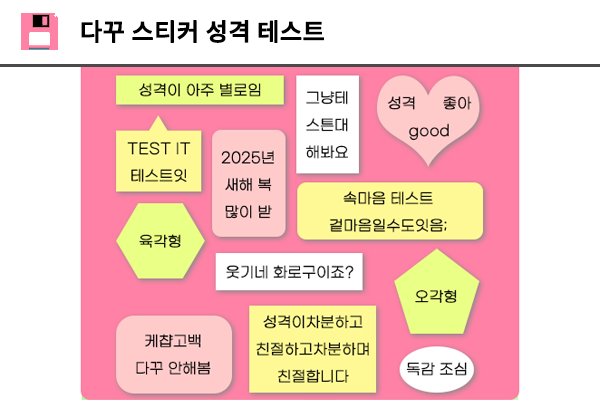 다꾸 스티커 성격 테스트
성격이 아주 별로임
그냥테
스튼대
해봐요
성격 좋아
good
TEST IT
테스트잇
2025년
새해 복
많이 받
속마음 테스트
겉마음일수도잇음;
육각형
웃기네 화로구이죠?
오각형
케챱고백
다꾸 안해봄
성격이차분하고
친절하고차분하며
친절합니다
독감 조심